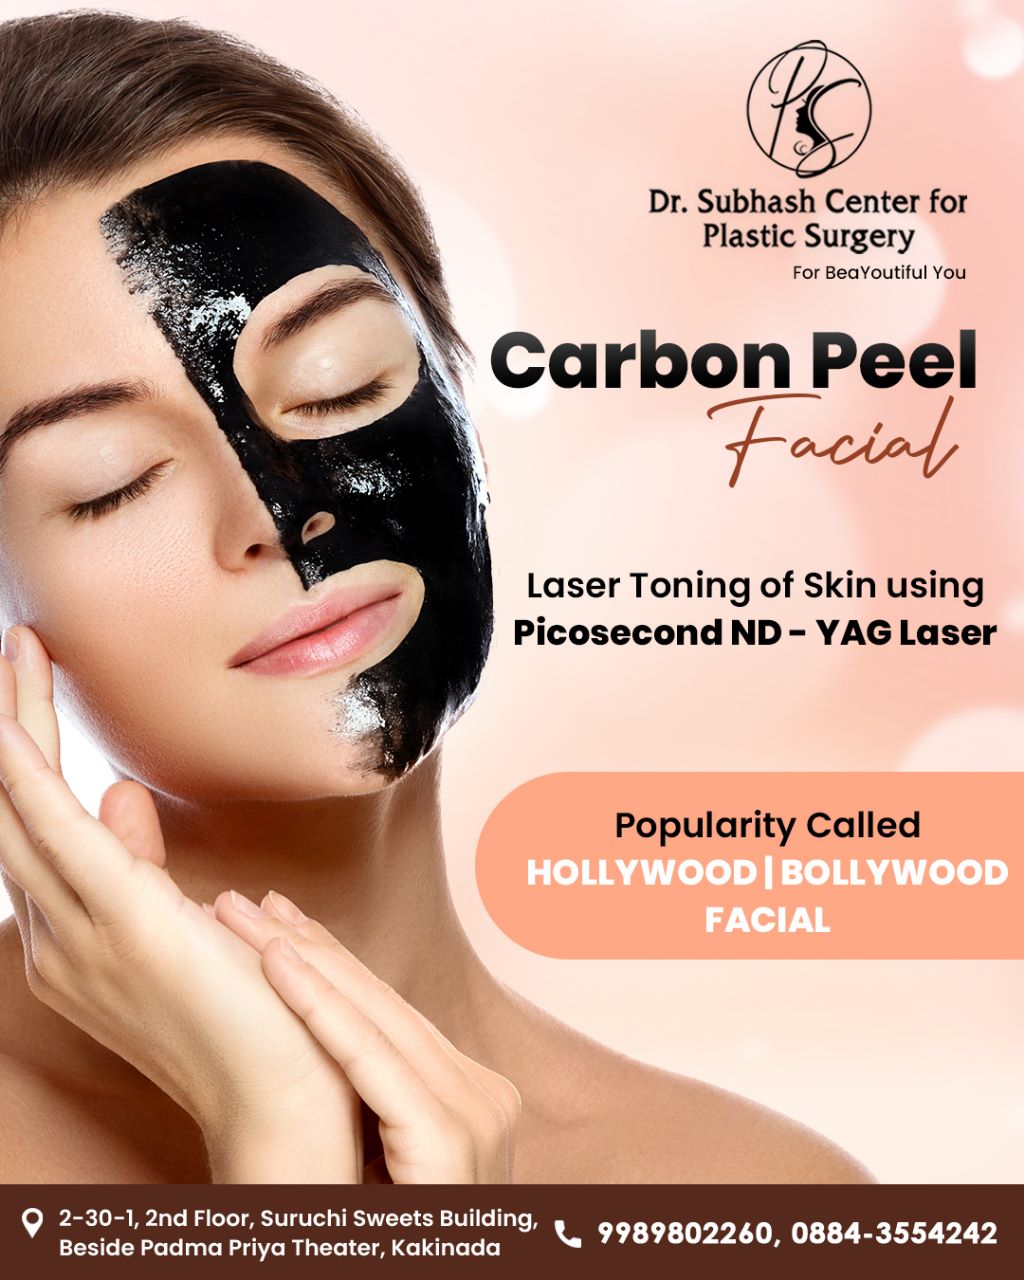 PS
Dr. Subhash Center for
Plastic Surgery
For BeaYoutiful You
Carbon Peel
Facial
Laser Toning of Skin using
Picosecond ND - YAG Laser
Popularity Called
HOLLYWOOD | BOLLYWOOD
FACIAL
2-30-1, 2nd Floor, Suruchi Sweets Building,
Beside Padma Priya Theater, Kakinada
9989802260, 0884-3554242